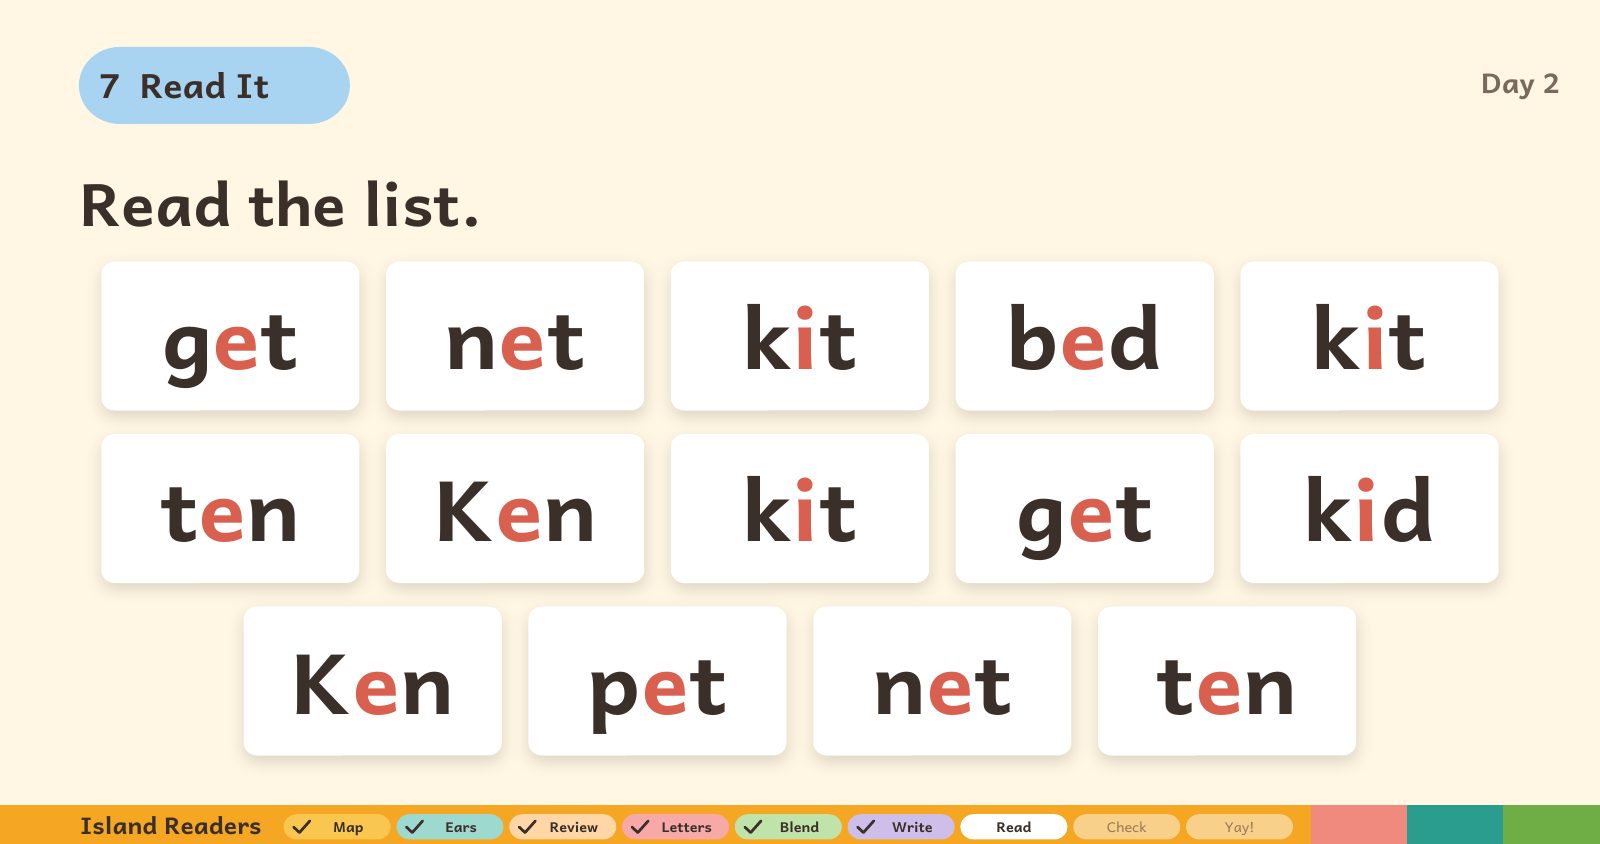 7 Read It
Day 2
Read the list.
get net kit bed kit
ten Ken kit get kid
Ken pet net ten
Island Readers Map Ears Review Letters Blend Write Read Check Yay!